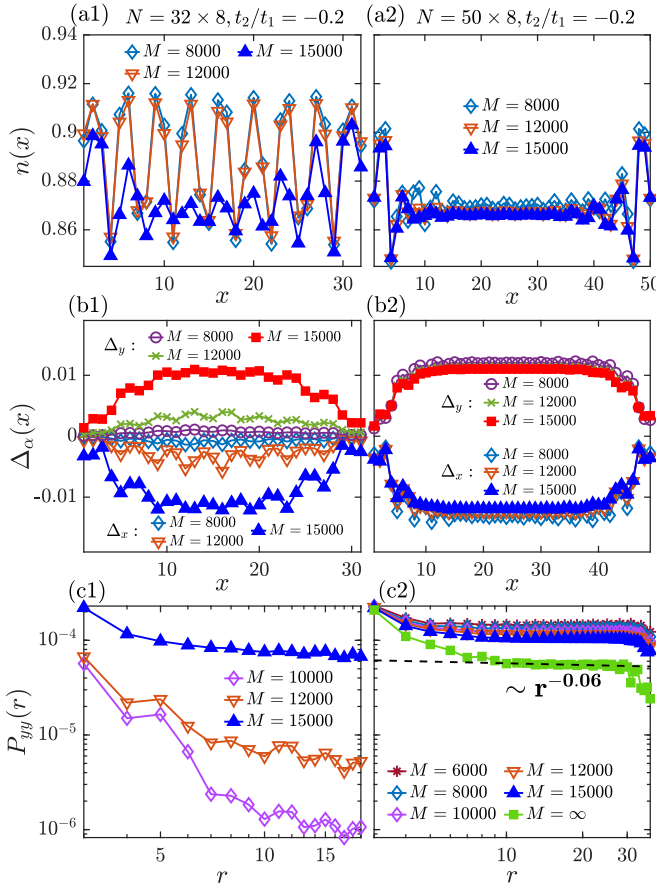 (a1) N = 32 × 8, t₂/t₁ = −0.2
(a2) N = 50 × 8, t₂/t₁ = −0.2
0.94
0.92
0.9
0.88
0.86
n(x)
M = 8000
M = 15000
M = 12000
10 20 30
x
M = 8000
M = 12000
M = 15000
10 20 30 40 50
x
(b1)
(b2)
0.01
0
-0.01
Δα(x)
Δy : M = 8000 M = 15000
M = 12000
Δx : M = 8000 M = 15000
M = 12000
10 20 30
x
Δy : M = 8000
M = 12000
M = 15000
Δx : M = 8000
M = 12000
M = 15000
10 20 30 40
x
(c1)
(c2)
10⁻⁴
10⁻⁵
10⁻⁶
Pyy(r)
M = 10000
M = 12000
M = 15000
5 10 15
r
∼ r⁻⁰·⁰⁶
M = 6000 M = 12000
M = 8000 M = 15000
M = 10000 M = ∞
10 20 30
r